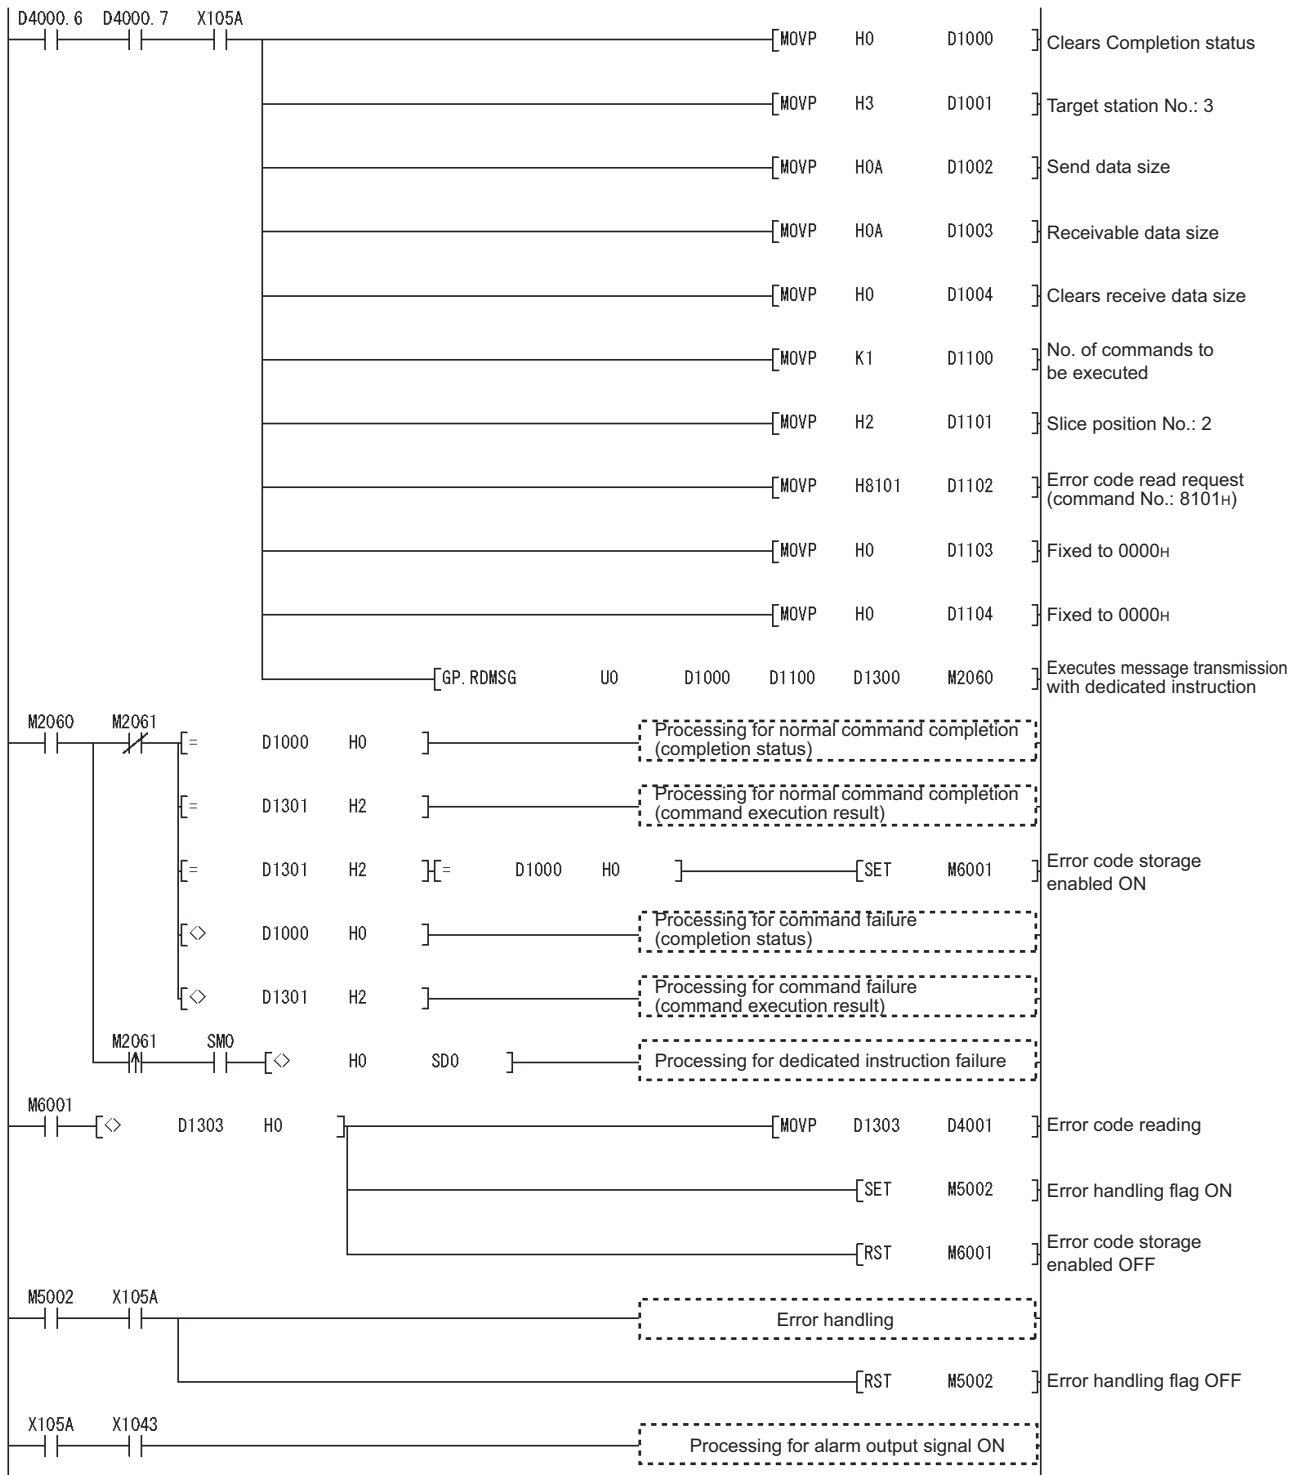 D4000.6 D4000.7 X105A
MOVP H0 D1000 Clears Completion status
MOVP H3 D1001 Target station No.: 3
MOVP H0A D1002 Send data size
MOVP H0A D1003 Receivable data size
MOVP H0 D1004 Clears receive data size
MOVP K1 D1100 No. of commands to
be executed
MOVP H2 D1101 Slice position No.: 2
MOVP H8101 D1102 Error code read request
(command No.: 8101H)
MOVP H0 D1103 Fixed to 0000H
MOVP H0 D1104 Fixed to 0000H
GP.RDMSG U0 D1000 D1100 D1300 M2060 Executes message transmission
with dedicated instruction
M2060 M2061
= D1000 H0 Processing for normal command completion
(completion status)
= D1301 H2 Processing for normal command completion
(command execution result)
= D1301 H2 = D1000 H0 SET M6001 Error code storage
enabled ON
<> D1000 H0 Processing for command failure
(completion status)
<> D1301 H2 Processing for command failure
(command execution result)
M2061 SM0
<> H0 SD0 Processing for dedicated instruction failure
M6001
<> D1303 H0 MOVP D1303 D4001 Error code reading
SET M5002 Error handling flag ON
RST M6001 Error code storage
enabled OFF
M5002 X105A
Error handling
RST M5002 Error handling flag OFF
X105A X1043
Processing for alarm output signal ON